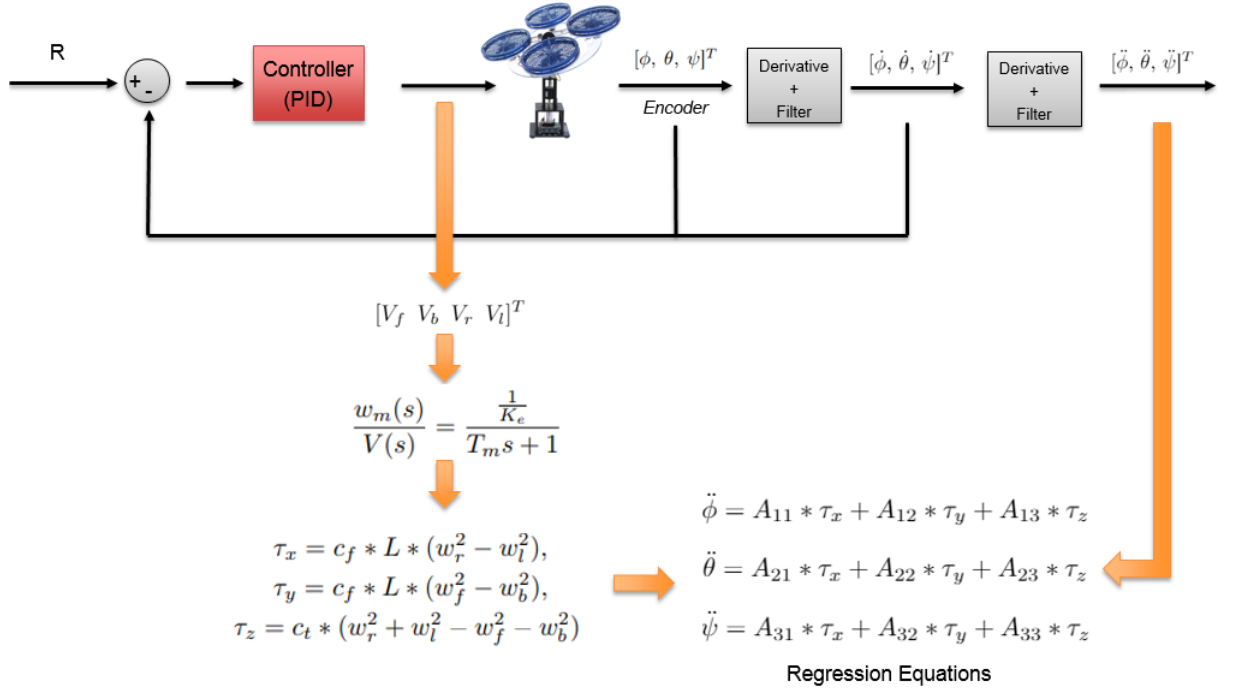 R
+
-
Controller
(PID)
[ϕ, θ, ψ]^T
Encoder
Derivative
+
Filter
[ϕ̇, θ̇, ψ̇]^T
Derivative
+
Filter
[ϕ̈, θ̈, ψ̈]^T
[V_f V_b V_r V_l]^T
w_m(s)/V(s) = (1/K_e)/(T_m s + 1)
τ_x = c_f * L * (w_r^2 − w_l^2),
τ_y = c_f * L * (w_f^2 − w_b^2),
τ_z = c_t * (w_r^2 + w_l^2 − w_f^2 − w_b^2)
ϕ̈ = A_11 * τ_x + A_12 * τ_y + A_13 * τ_z
θ̈ = A_21 * τ_x + A_22 * τ_y + A_23 * τ_z
ψ̈ = A_31 * τ_x + A_32 * τ_y + A_33 * τ_z
Regression Equations